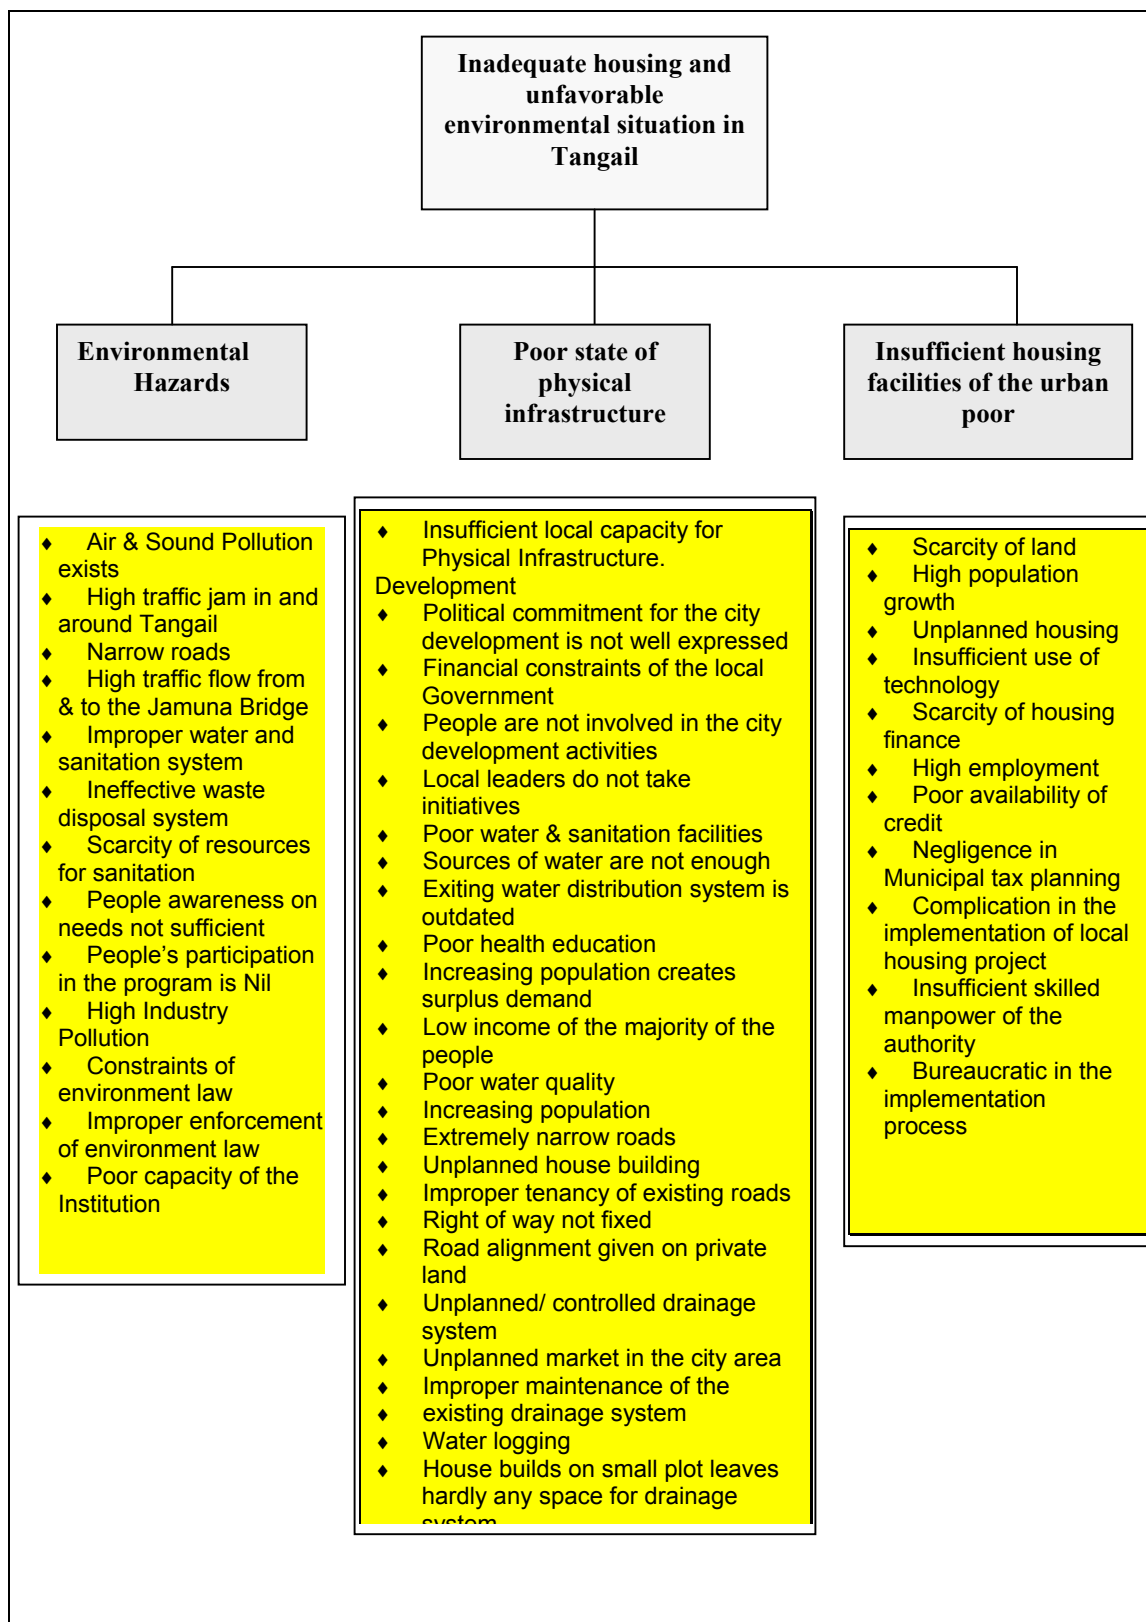 Inadequate housing and
unfavorable
environmental situation in
Tangail
Environmental
Hazards
Poor state of
physical
infrastructure
Insufficient housing
facilities of the urban
poor
♦ Air & Sound Pollution
exists
♦ High traffic jam in and
around Tangail
♦ Narrow roads
♦ High traffic flow from
& to the Jamuna Bridge
♦ Improper water and
sanitation system
♦ Ineffective waste
disposal system
♦ Scarcity of resources
for sanitation
♦ People awareness on
needs not sufficient
♦ People’s participation
in the program is Nil
♦ High Industry
Pollution
♦ Constraints of
environment law
♦ Improper enforcement
of environment law
♦ Poor capacity of the
Institution
♦ Insufficient local capacity for
Physical Infrastructure.
Development
♦ Political commitment for the city
development is not well expressed
♦ Financial constraints of the local
Government
♦ People are not involved in the city
development activities
♦ Local leaders do not take
initiatives
♦ Poor water & sanitation facilities
♦ Sources of water are not enough
♦ Exiting water distribution system is
outdated
♦ Poor health education
♦ Increasing population creates
surplus demand
♦ Low income of the majority of the
people
♦ Poor water quality
♦ Increasing population
♦ Extremely narrow roads
♦ Unplanned house building
♦ Improper tenancy of existing roads
♦ Right of way not fixed
♦ Road alignment given on private
land
♦ Unplanned/ controlled drainage
system
♦ Unplanned market in the city area
♦ Improper maintenance of the
♦ existing drainage system
♦ Water logging
♦ House builds on small plot leaves
hardly any space for drainage
system
♦ Scarcity of land
♦ High population
growth
♦ Unplanned housing
♦ Insufficient use of
technology
♦ Scarcity of housing
finance
♦ High employment
♦ Poor availability of
credit
♦ Negligence in
Municipal tax planning
♦ Complication in the
implementation of local
housing project
♦ Insufficient skilled
manpower of the
authority
♦ Bureaucratic in the
implementation
process